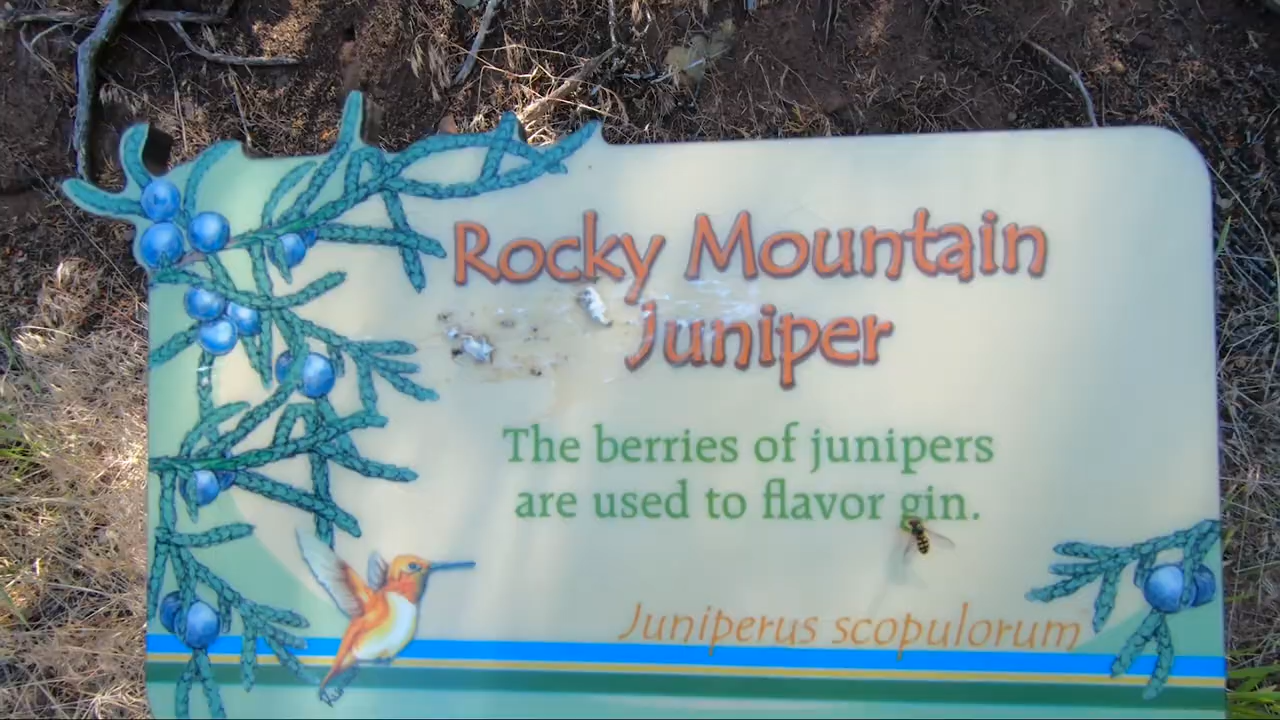 Rocky Mountain
Juniper
The berries of junipers
are used to flavor gin.
Juniperus scopulorum